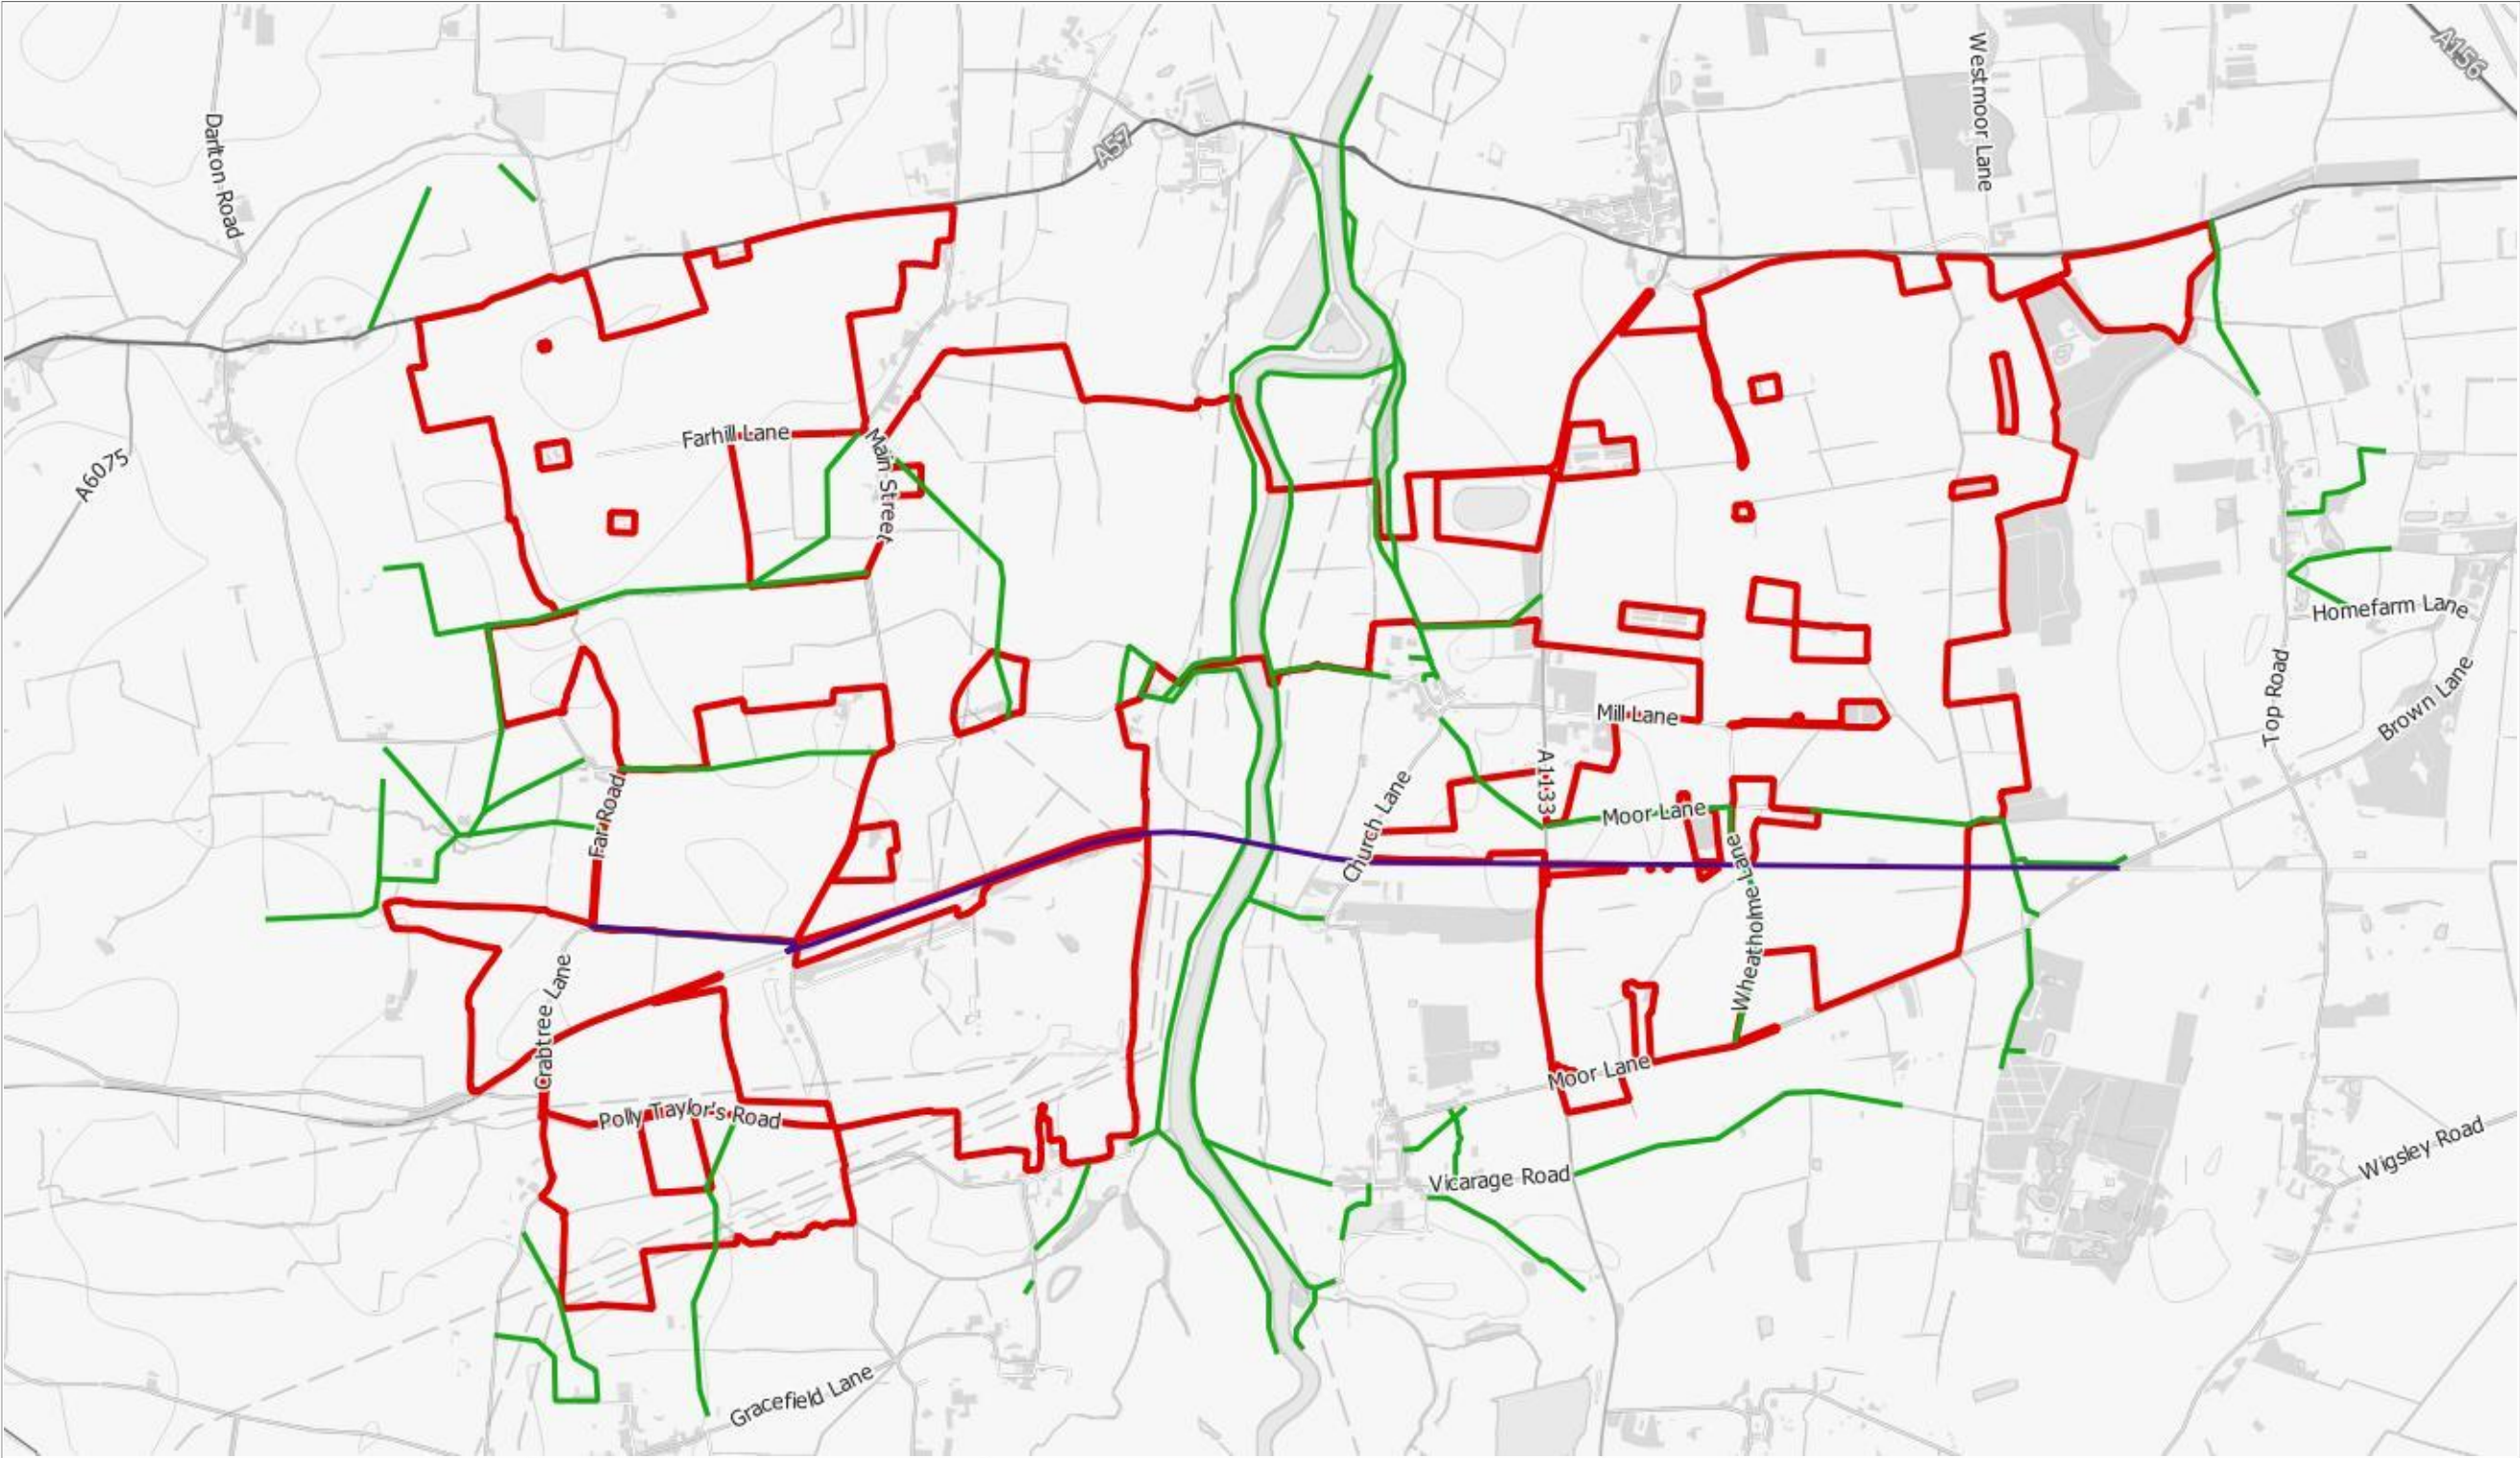 A156
Westmoor Lane
A57
Darlton Road
Farhill Lane
Main Street
A6075
Homefarm Lane
Top Road
Brown Lane
Mill Lane
A1133
Church Lane
Moor Lane
Far Road
Wheatholme Lane
Crabtree Lane
Moor Lane
Polly Taylor's Road
Wigsley Road
Vicarage Road
Gracefield Lane